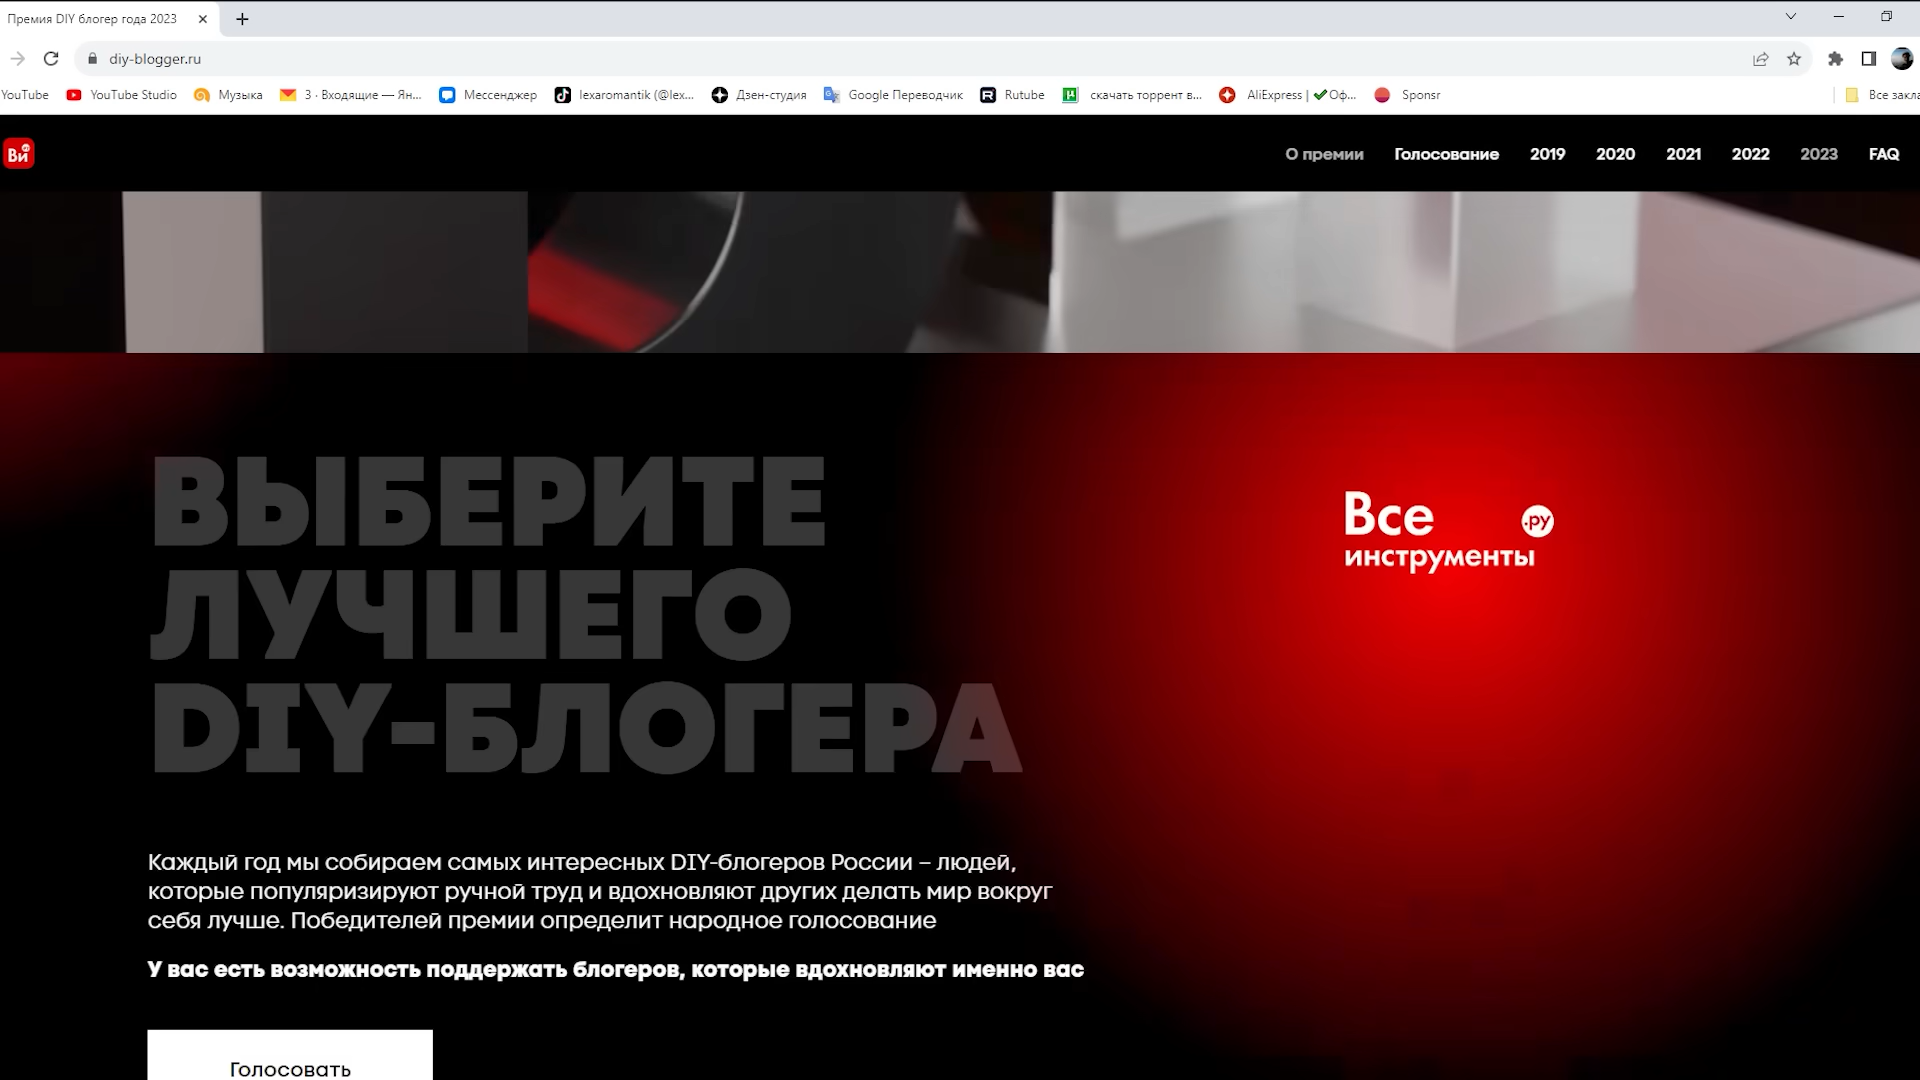 Премия DIY блогер года 2023
diy-blogger.ru
YouTube YouTube Studio Музыка 3 · Входящие — Ян... Мессенджер lexaromantik (@lex... Дзен-студия Google Переводчик Rutube скачать торрент в... AliExpress | ✔Оф... Sponsr Все закла
Ви
О премии Голосование 2019 2020 2021 2022 2023 FAQ
ВЫБЕРИТЕ
ЛУЧШЕГО
DIY-БЛОГЕРА
Все .ру
инструменты
Каждый год мы собираем самых интересных DIY-блогеров России – людей,
которые популяризируют ручной труд и вдохновляют других делать мир вокруг
себя лучше. Победителей премии определит народное голосование
У вас есть возможность поддержать блогеров, которые вдохновляют именно вас
Голосовать